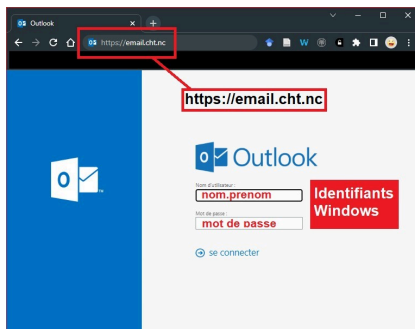 Outlook
https://email.cht.nc
https://email.cht.nc
Outlook
Nom d'utilisateur :
nom.prenom
Mot de passe :
mot de passe
Identifiants
Windows
se connecter